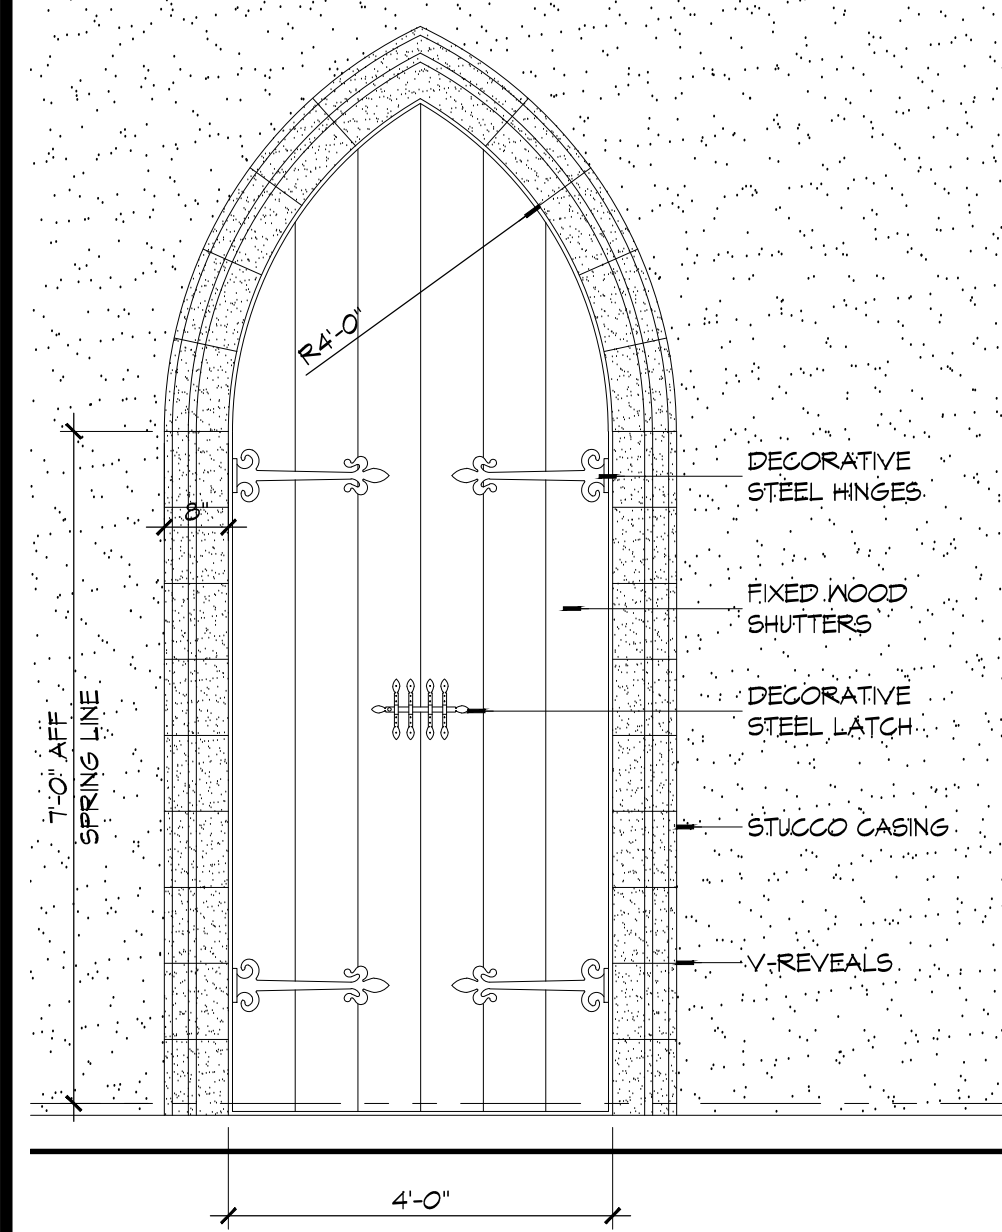 R4'-0"
DECORATIVE
STEEL HINGES
8"
FIXED WOOD
SHUTTERS
7'-0" AFF
SPRING LINE
DECORATIVE
STEEL LATCH
STUCCO CASING
V-REVEALS
4'-0"